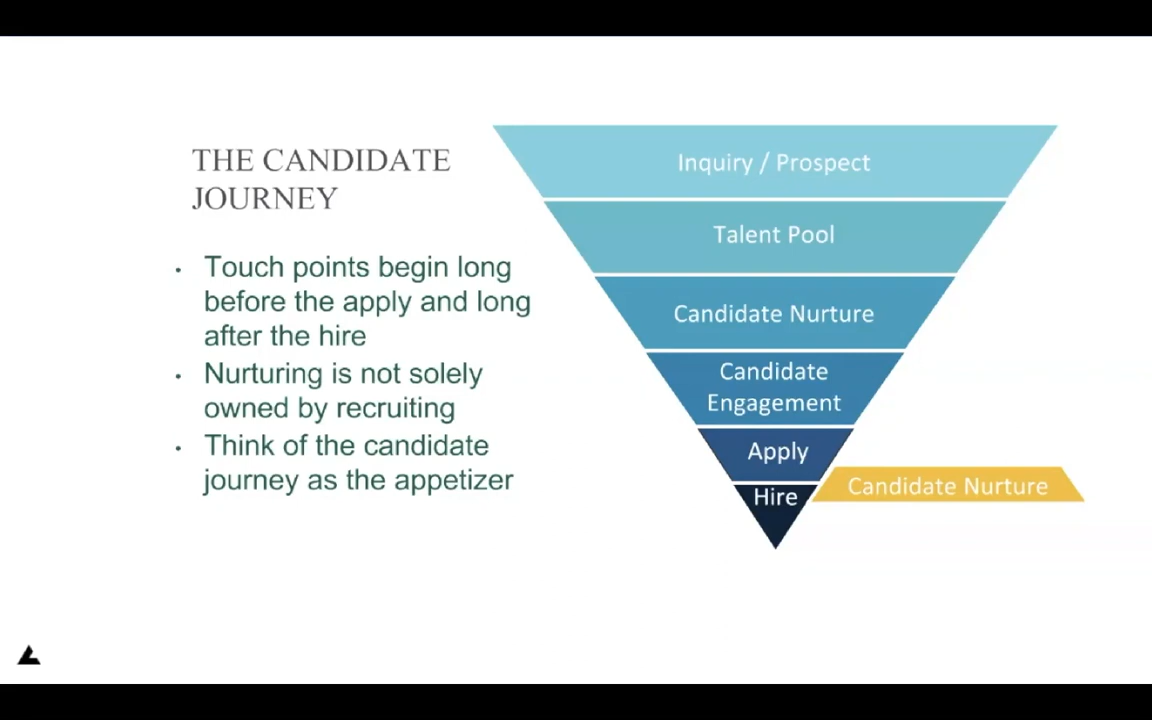 THE CANDIDATE
JOURNEY
• Touch points begin long
before the apply and long
after the hire
• Nurturing is not solely
owned by recruiting
• Think of the candidate
journey as the appetizer
Inquiry / Prospect
Talent Pool
Candidate Nurture
Candidate
Engagement
Apply
Hire
Candidate Nurture